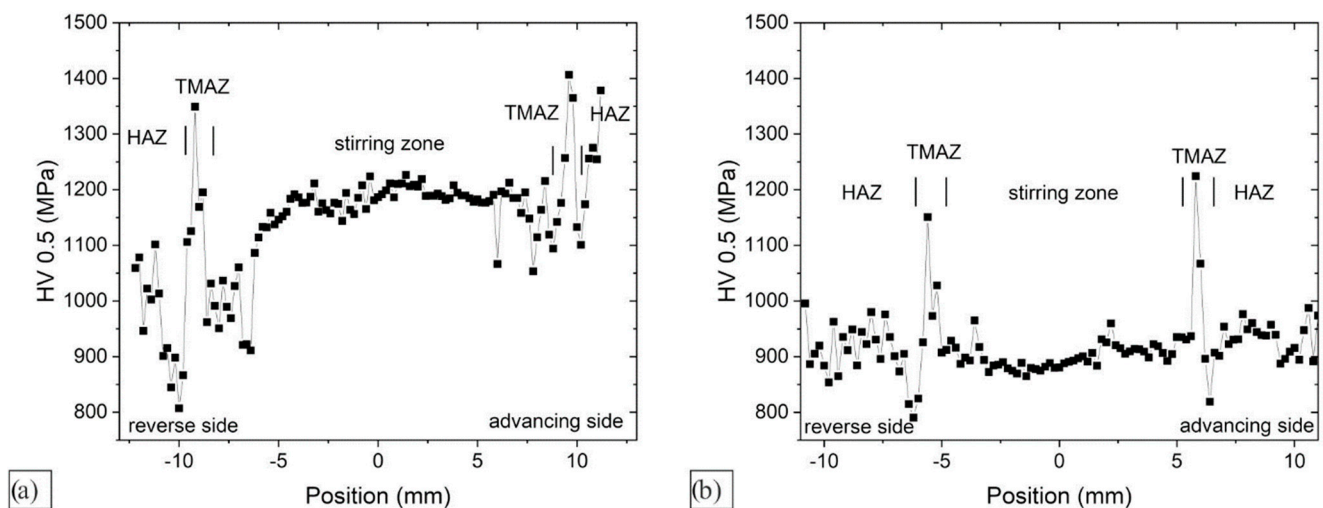 1500
1400
1300
1200
1100
1000
900
800
HV 0.5 (MPa)
TMAZ
HAZ
stirring zone
TMAZ
HAZ
reverse side
advancing side
-10
-5
0
5
10
Position (mm)
(a)
1500
1400
1300
1200
1100
1000
900
800
HV 0.5 (MPa)
TMAZ
TMAZ
HAZ
stirring zone
HAZ
reverse side
advancing side
-10
-5
0
5
10
Position (mm)
(b)